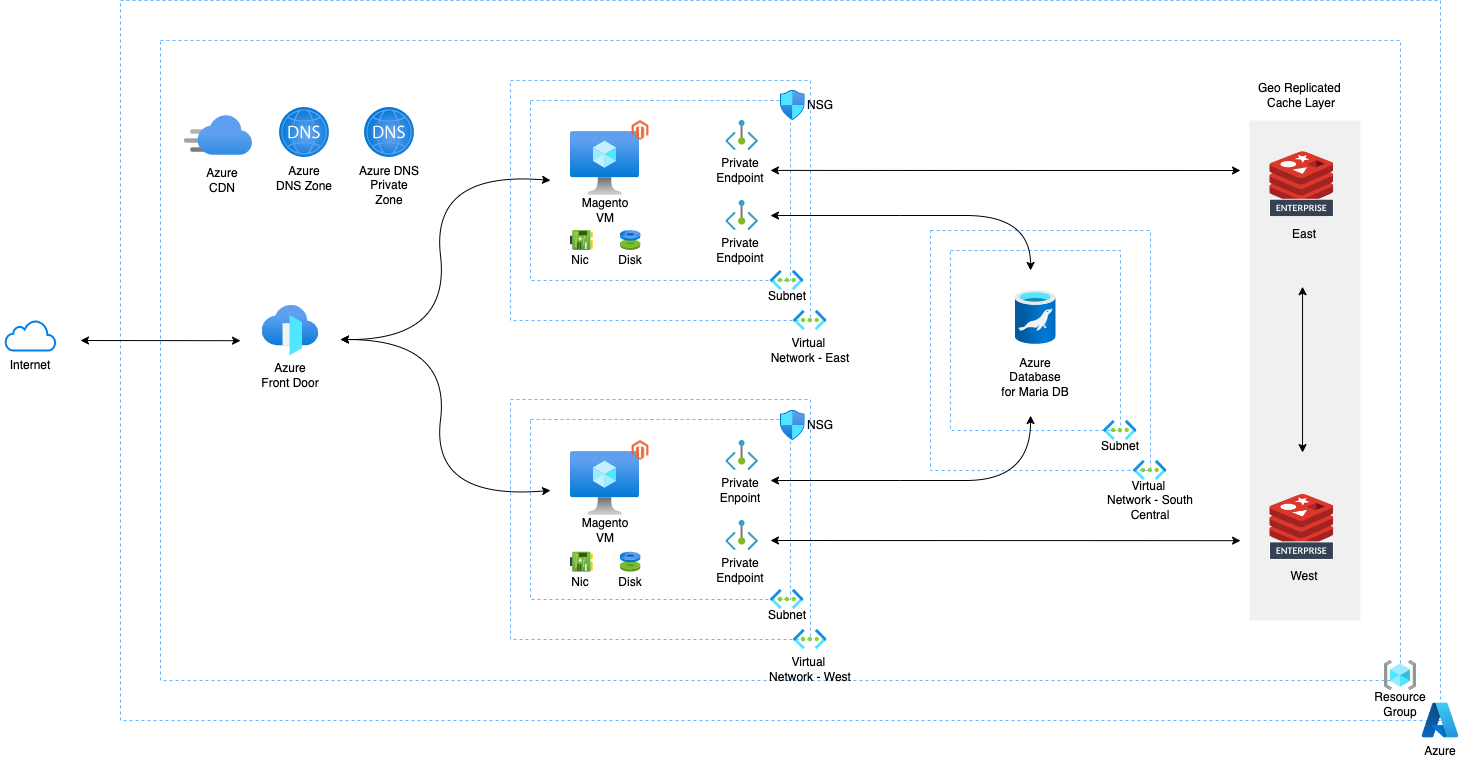 Geo Replicated
Cache Layer
NSG
DNS
DNS
Azure
CDN
Azure
DNS Zone
Azure DNS
Private
Zone
Private
Endpoint
Magento
VM
ENTERPRISE
East
Private
Endpoint
Nic
Disk
Subnet
Virtual
Network - East
Internet
Azure
Front Door
Azure
Database
for Maria DB
NSG
Subnet
Virtual
Network - South
Central
Private
Enpoint
Magento
VM
ENTERPRISE
West
Private
Endpoint
Nic
Disk
Subnet
Virtual
Network - West
Resource
Group
Azure